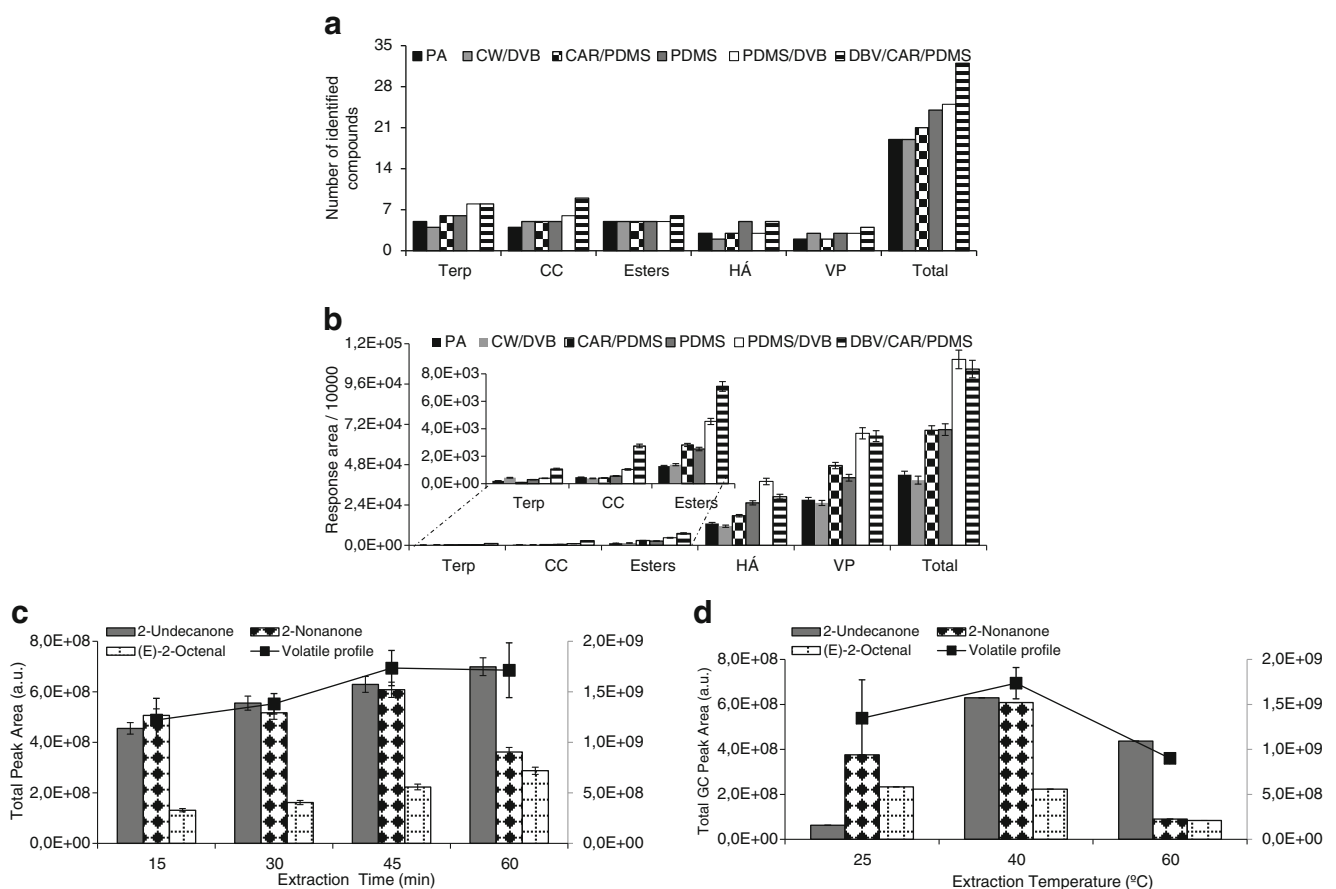 a
35
28
21
14
7
0
Number of identified
compounds
PA CW/DVB CAR/PDMS PDMS PDMS/DVB DBV/CAR/PDMS
Terp CC Esters HÁ VP Total
b
1,2E+05
9,6E+04
7,2E+04
4,8E+04
2,4E+04
0,0E+00
Response area / 10000
PA CW/DVB CAR/PDMS PDMS PDMS/DVB DBV/CAR/PDMS
8,0E+03
6,0E+03
4,0E+03
2,0E+03
0,0E+00
Terp CC Esters
Terp CC Esters HÁ VP Total
c
2-Undecanone 2-Nonanone
(E)-2-Octenal Volatile profile
8,0E+08
6,0E+08
4,0E+08
2,0E+08
0,0E+00
Total Peak Area (a.u.)
2,0E+09
1,5E+09
1,0E+09
5,0E+08
0,0E+00
15 30 45 60
Extraction Time (min)
d
2-Undecanone 2-Nonanone
(E)-2-Octenal Volatile profile
8,0E+08
6,0E+08
4,0E+08
2,0E+08
0,0E+00
Total GC Peak Area (a.u.)
2,0E+09
1,5E+09
1,0E+09
5,0E+08
0,0E+00
25 40 60
Extraction Temperature (ºC)